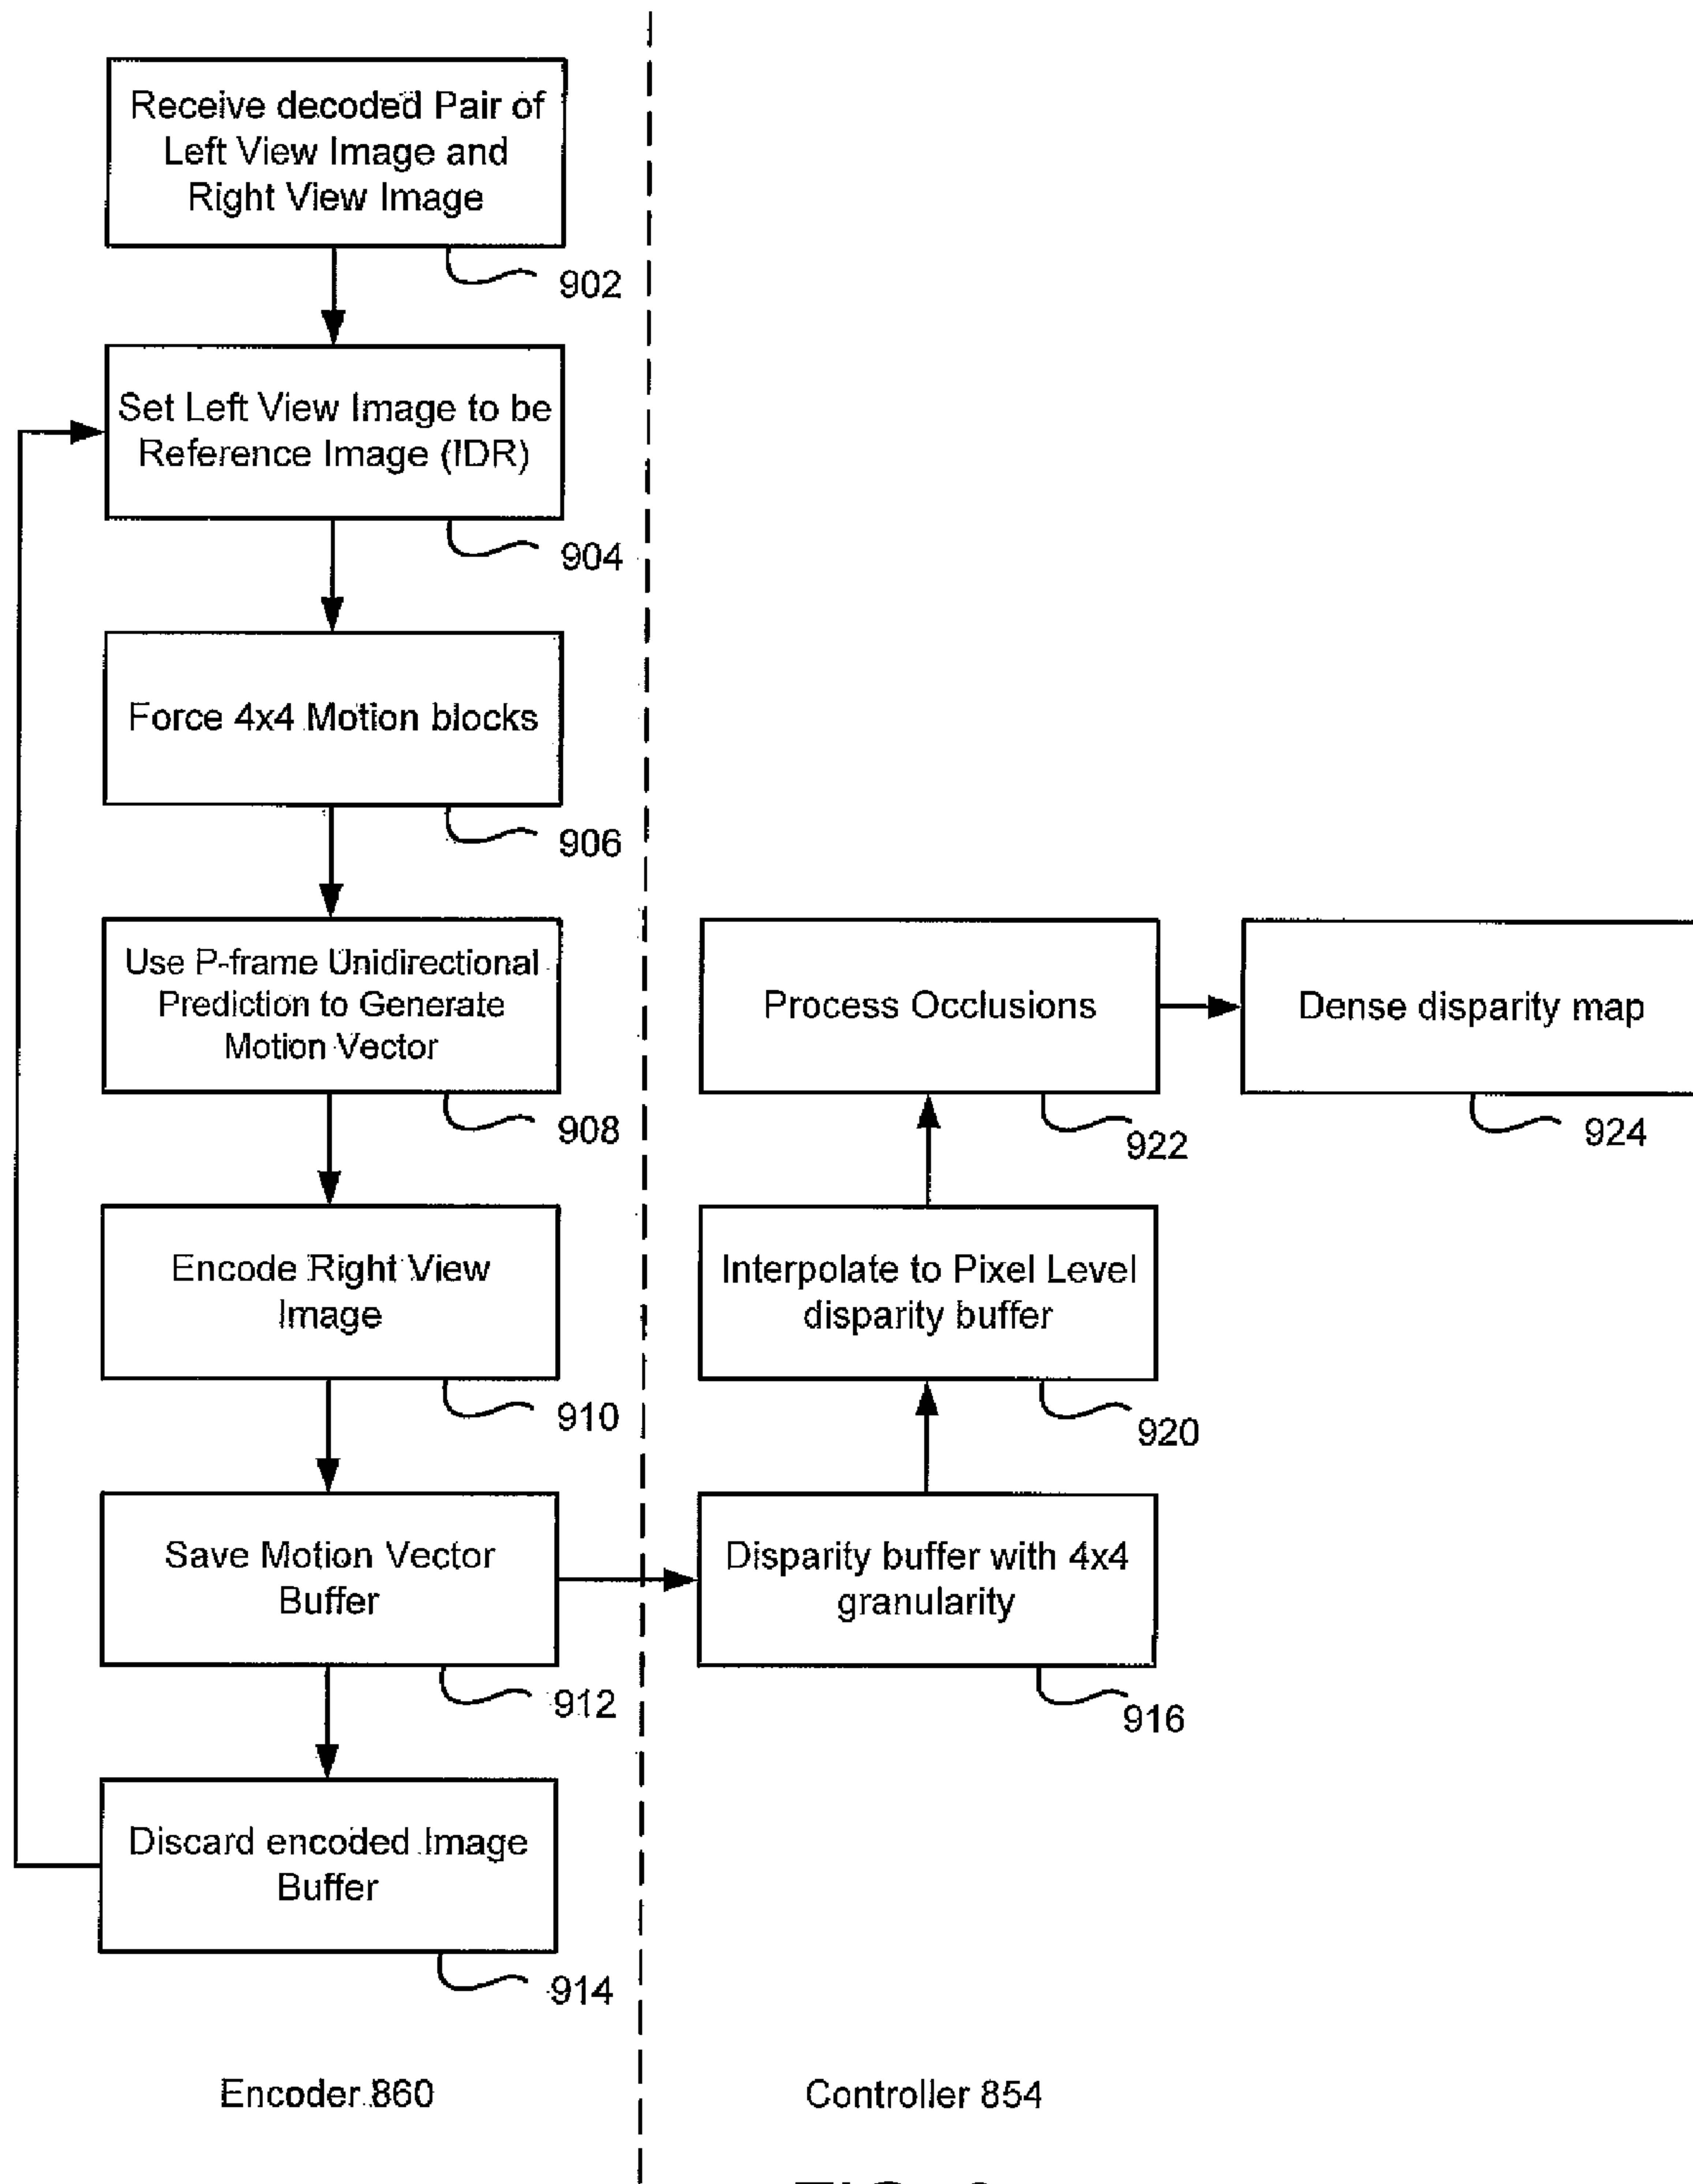 Receive decoded Pair of
Left View Image and
Right View Image
902
Set Left View Image to be
Reference Image (IDR)
904
Force 4x4 Motion blocks
906
Use P-frame Unidirectional
Prediction to Generate
Motion Vector
908
Encode Right View
Image
910
Save Motion Vector
Buffer
912
Discard encoded Image
Buffer
914
Encoder 860
Process Occlusions
922
Dense disparity map
924
Interpolate to Pixel Level
disparity buffer
920
Disparity buffer with 4x4
granularity
916
Controller 854